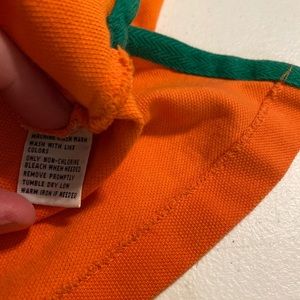 MACHINE WASH WARM
WASH WITH LIKE
COLORS
ONLY NON-CHLORINE
BLEACH WHEN NEEDED
REMOVE PROMPTLY
TUMBLE DRY LOW
WARM IRON IF NEEDED